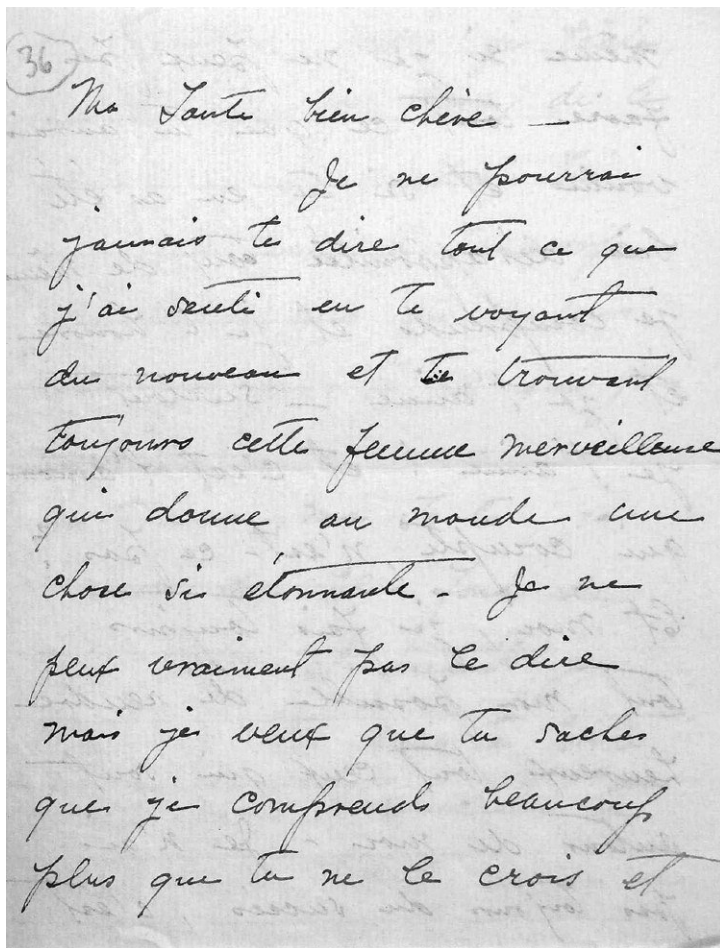 36
Ma Tante bien chère —
Je ne pourrai
jamais te dire tout ce que
j'ai senti en te voyant
du nouveau et te trouvant
toujours cette femme merveilleuse
qui donne au monde une
chose si étonnante - Je ne
peux vraiment pas le dire
mais je veux que tu saches
que je comprends beaucoup
plus que tu ne le crois et